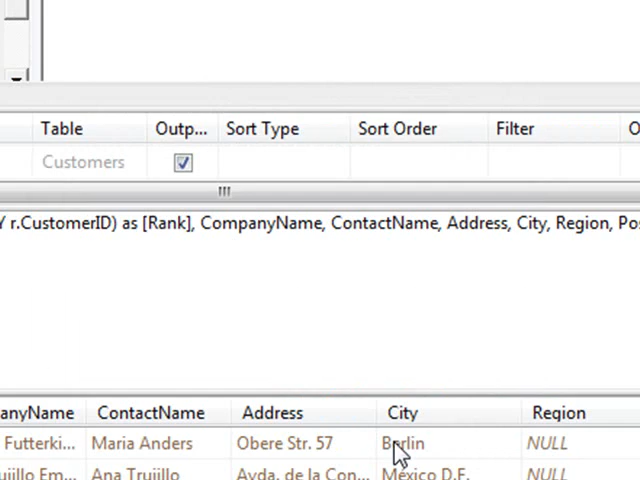 Table Outp... Sort Type Sort Order Filter O
Customers
Y r.CustomerID) as [Rank], CompanyName, ContactName, Address, City, Region, Pos
anyName ContactName Address City Region
Futterki... Maria Anders Obere Str. 57 Berlin NULL
ujillo Em... Ana Trujillo Avda. de la Con... México D.F. NULL